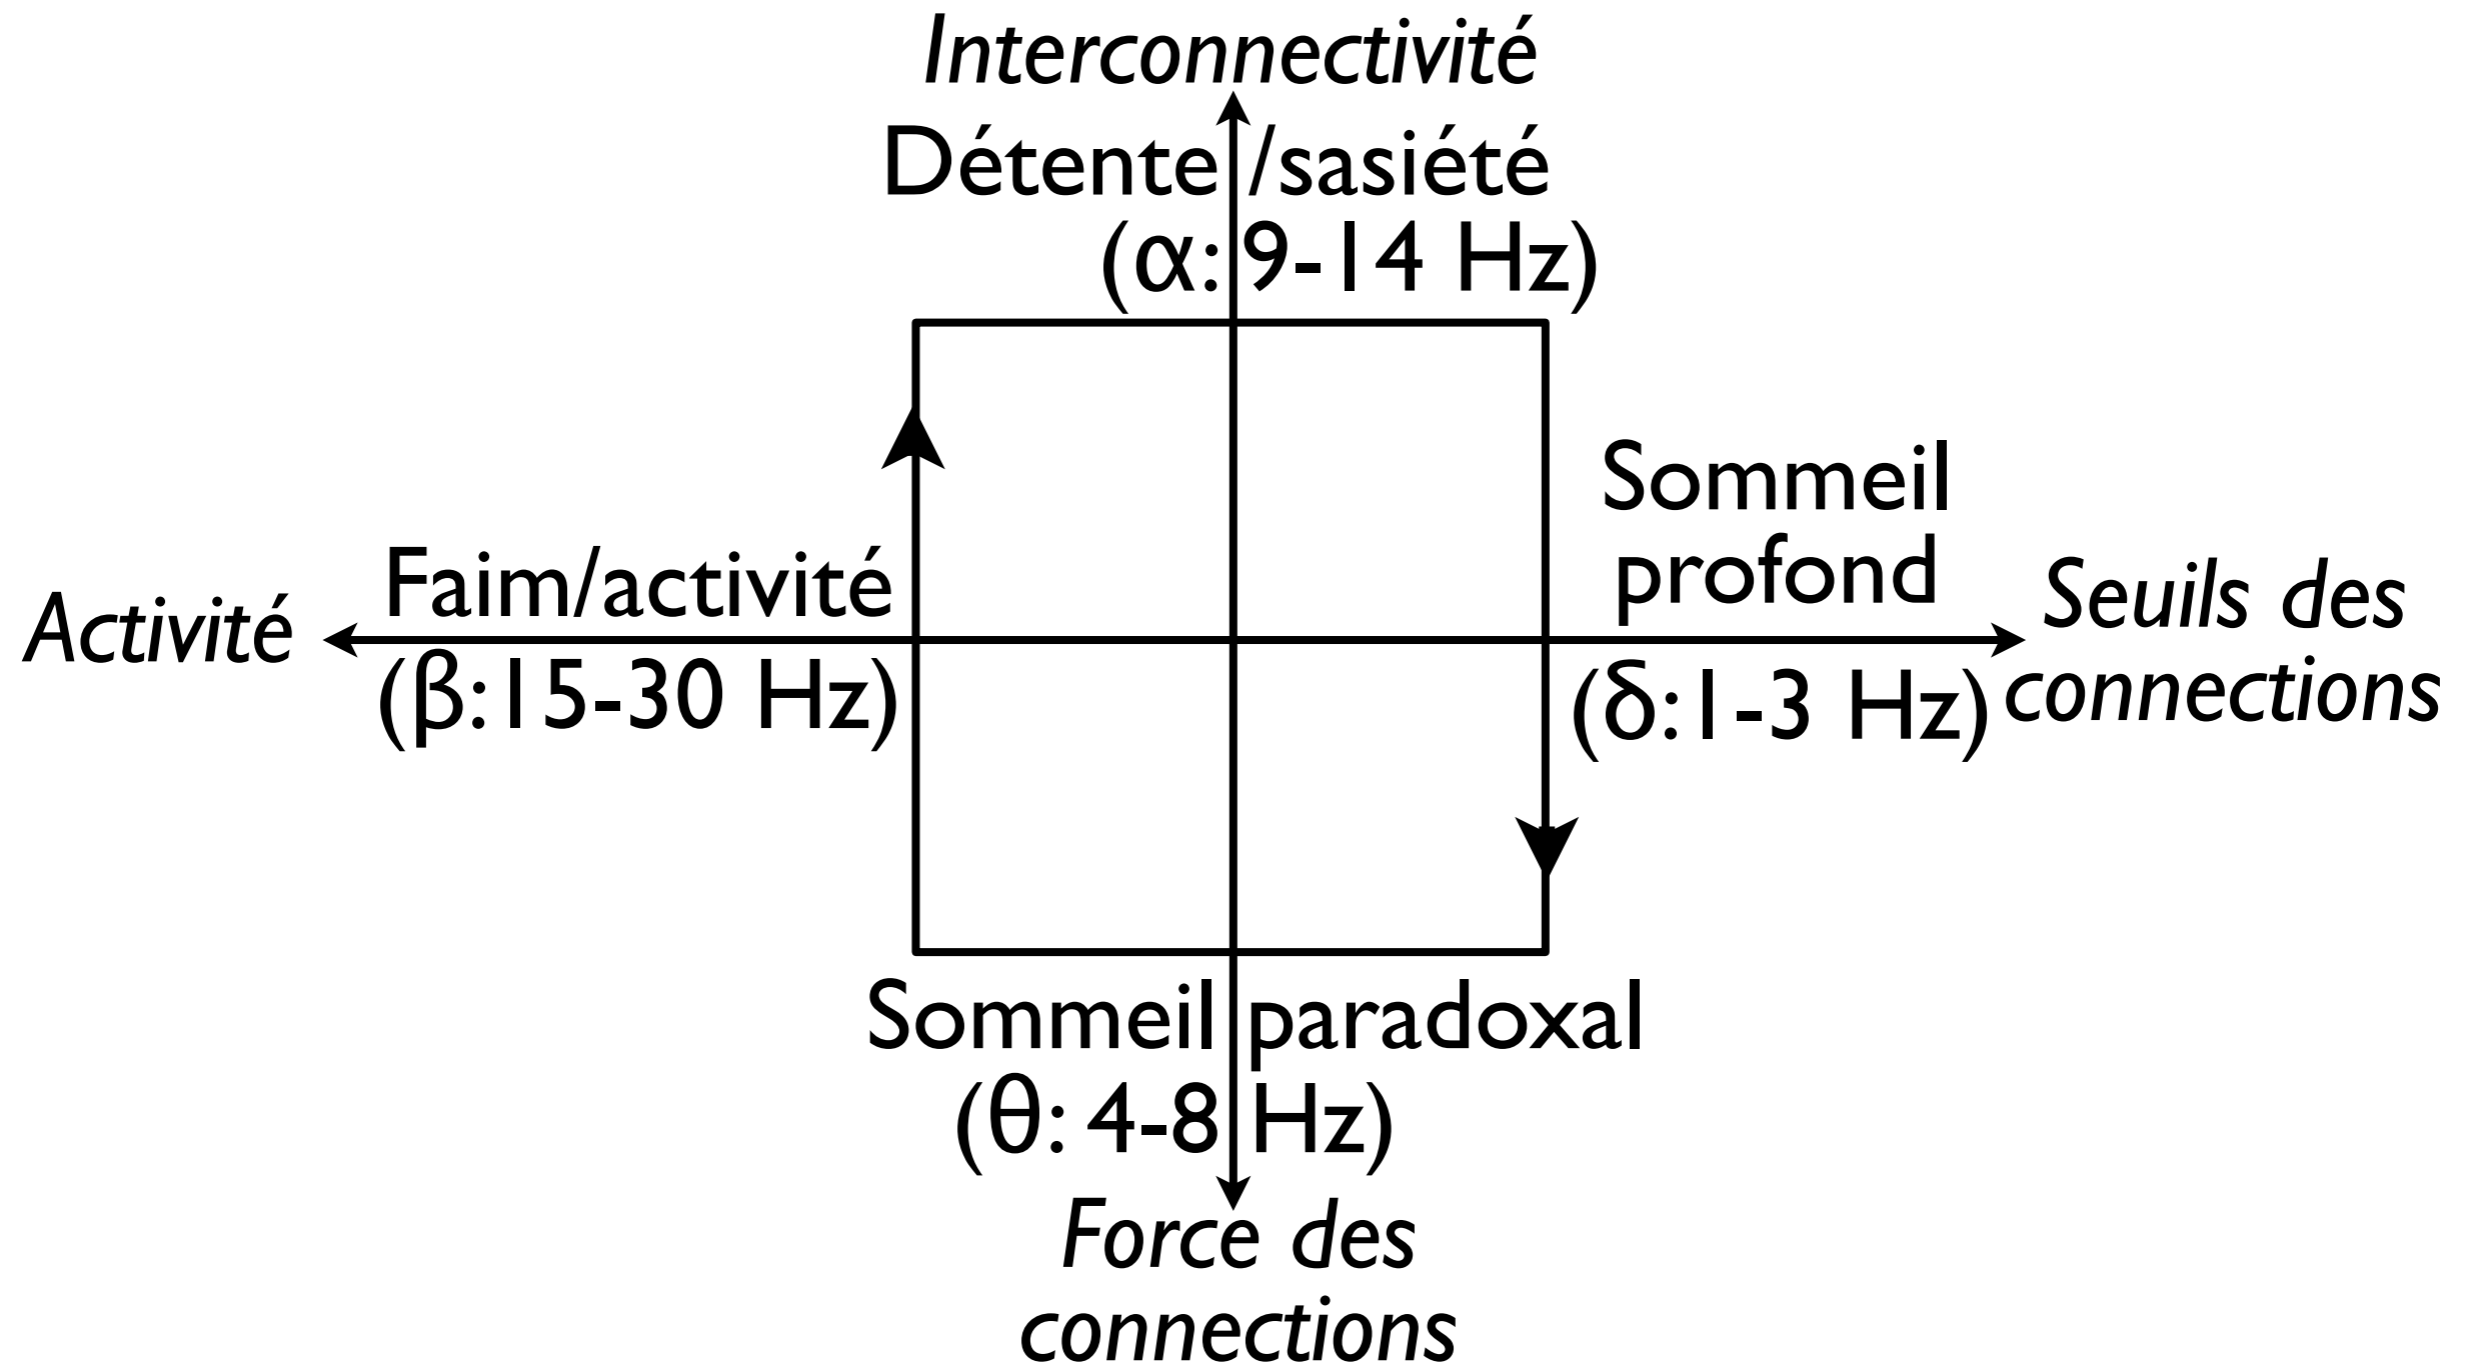 Interconnectivité
Détente /sasiété
(α: 9-14 Hz)
Sommeil
profond
(δ:1-3 Hz)
Seuils des
connections
Faim/activité
(β:15-30 Hz)
Activité
Sommeil paradoxal
(θ: 4-8 Hz)
Force des
connections